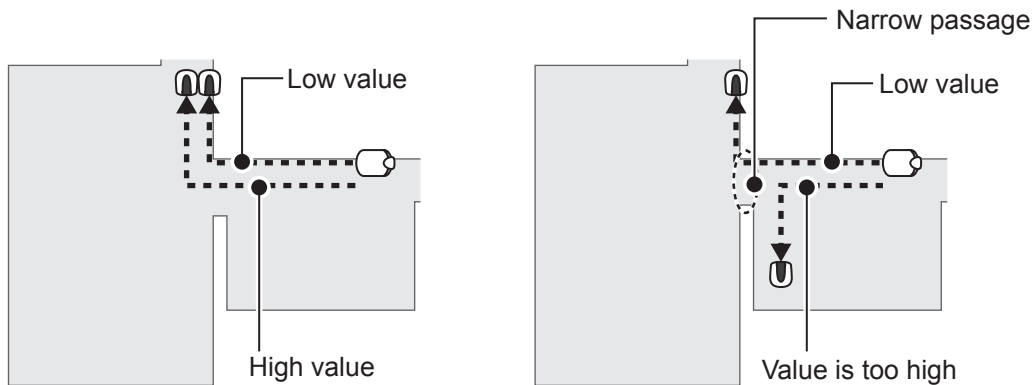 Narrow passage
Low value
Low value
High value
Value is too high